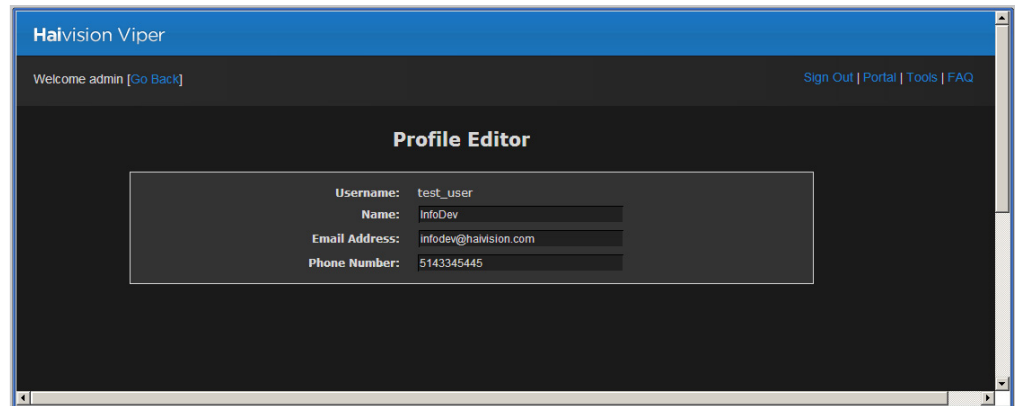 Haivision Viper
Welcome admin [Go Back]
Sign Out | Portal | Tools | FAQ
Profile Editor
Username: test_user
Name: InfoDev
Email Address: infodev@haivision.com
Phone Number: 5143345445